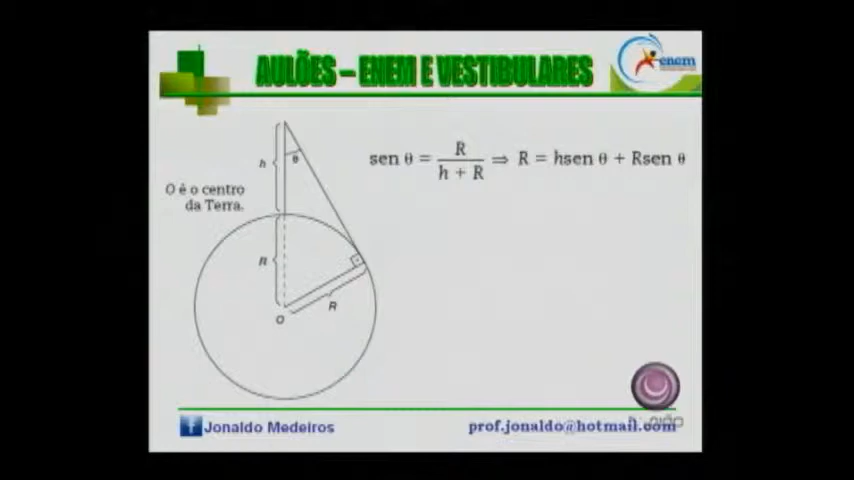 AULÕES – ENEM E VESTIBULARES
enem
h
θ
sen θ = R / (h + R) ⇒ R = hsen θ + Rsen θ
O é o centro
da Terra.
R
R
O
Jonaldo Medeiros
prof.jonaldo@hotmail.com